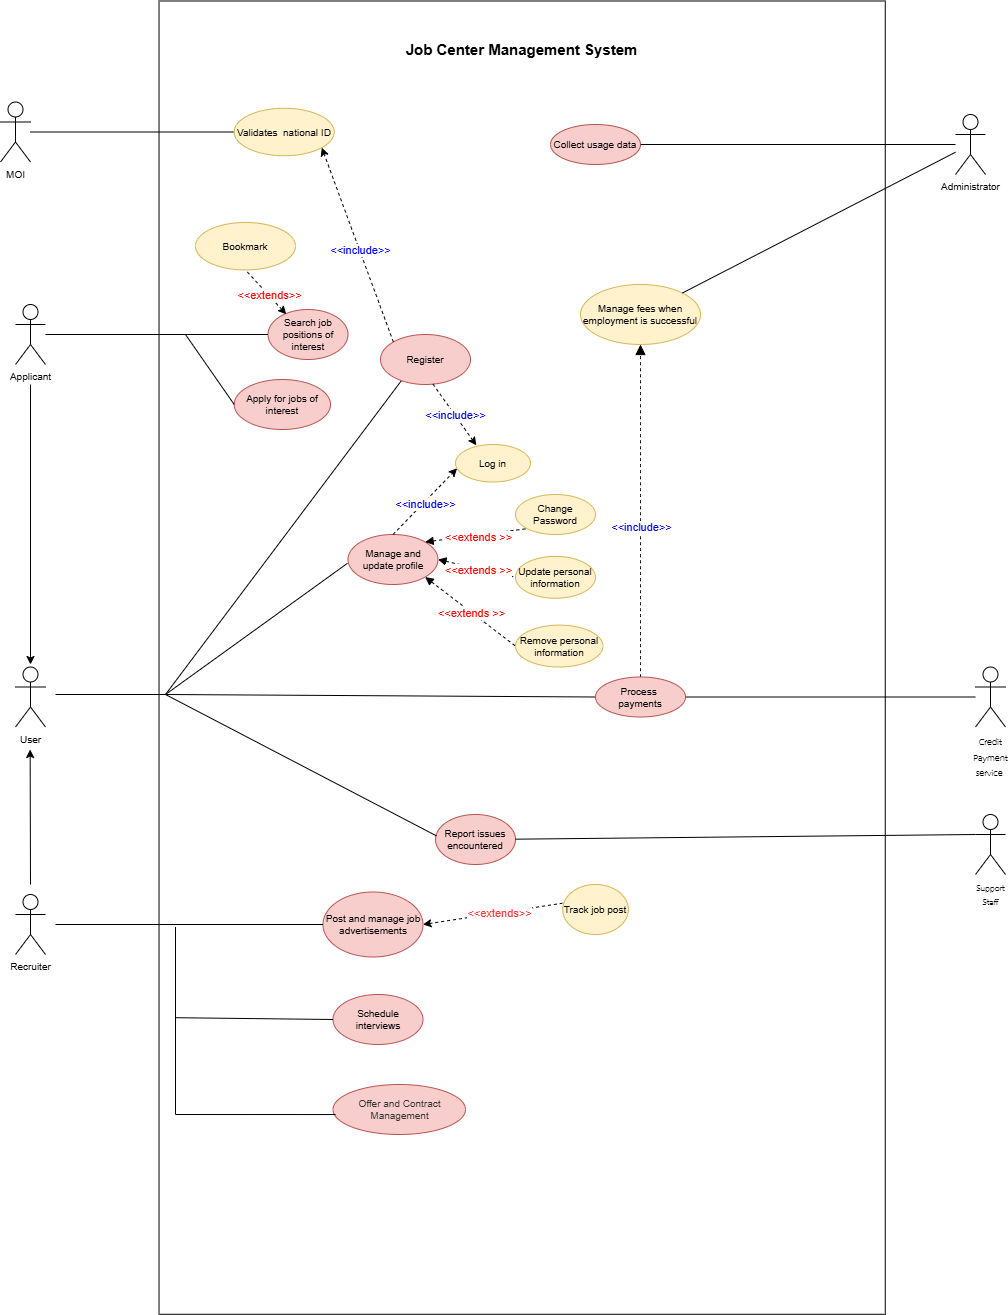 Job Center Management System
MOI
Validates  national ID
Collect usage data
Administrator
<<include>>
Bookmark
<<extends>>
Search job
positions of
interest
Applicant
Apply for jobs of
interest
Register
Manage fees when
employment is successful
<<include>>
Log in
<<include>>
Change
Password
<<extends >>
Manage and
update profile
<<extends >>
Update personal
information
<<extends >>
Remove personal
information
<<include>>
User
Process
payments
Credit
Payment
service
Report issues
encountered
Support
Staff
Recruiter
Post and manage job
advertisements
<<extends>>
Track job post
Schedule
interviews
Offer and Contract
Management